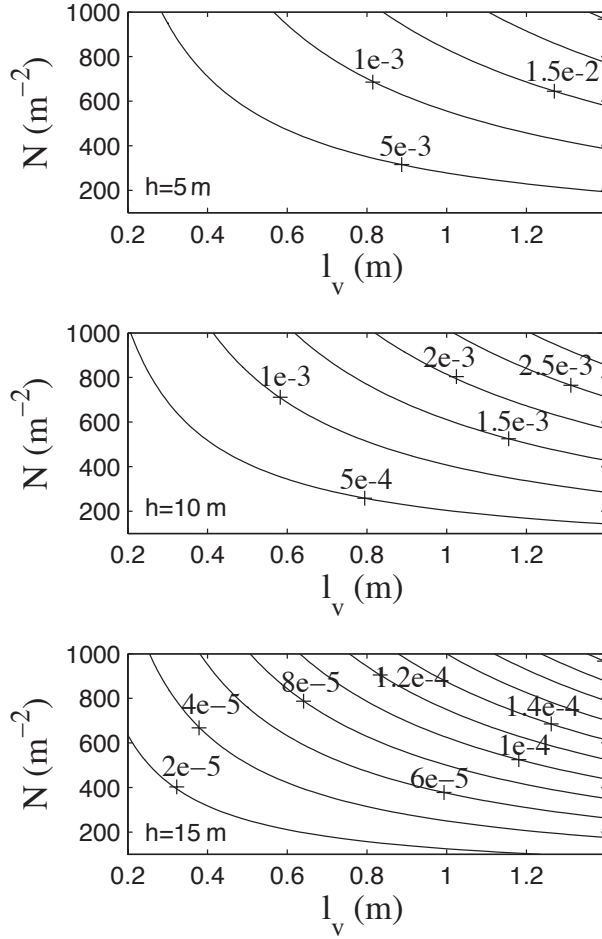 1000
800
600
400
200
N (m⁻²)
1e-3
1.5e-2
5e-3
h=5 m
0.2 0.4 0.6 0.8 1 1.2
l_v (m)
1000
800
600
400
200
N (m⁻²)
1e-3
2e-3
2.5e-3
1.5e-3
5e-4
h=10 m
0.2 0.4 0.6 0.8 1 1.2
l_v (m)
1000
800
600
400
200
N (m⁻²)
4e−5
8e−5
1.2e-4
1.4e-4
2e−5
1e-4
6e−5
h=15 m
0.2 0.4 0.6 0.8 1 1.2
l_v (m)